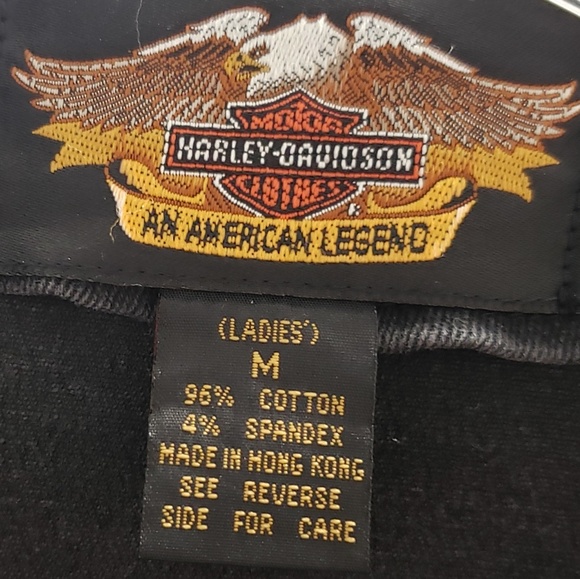 MOTOR
HARLEY-DAVIDSON
CLOTHES
®
AN AMERICAN LEGEND
(LADIES')
M
96% COTTON
4% SPANDEX
MADE IN HONG KONG
SEE REVERSE
SIDE FOR CARE